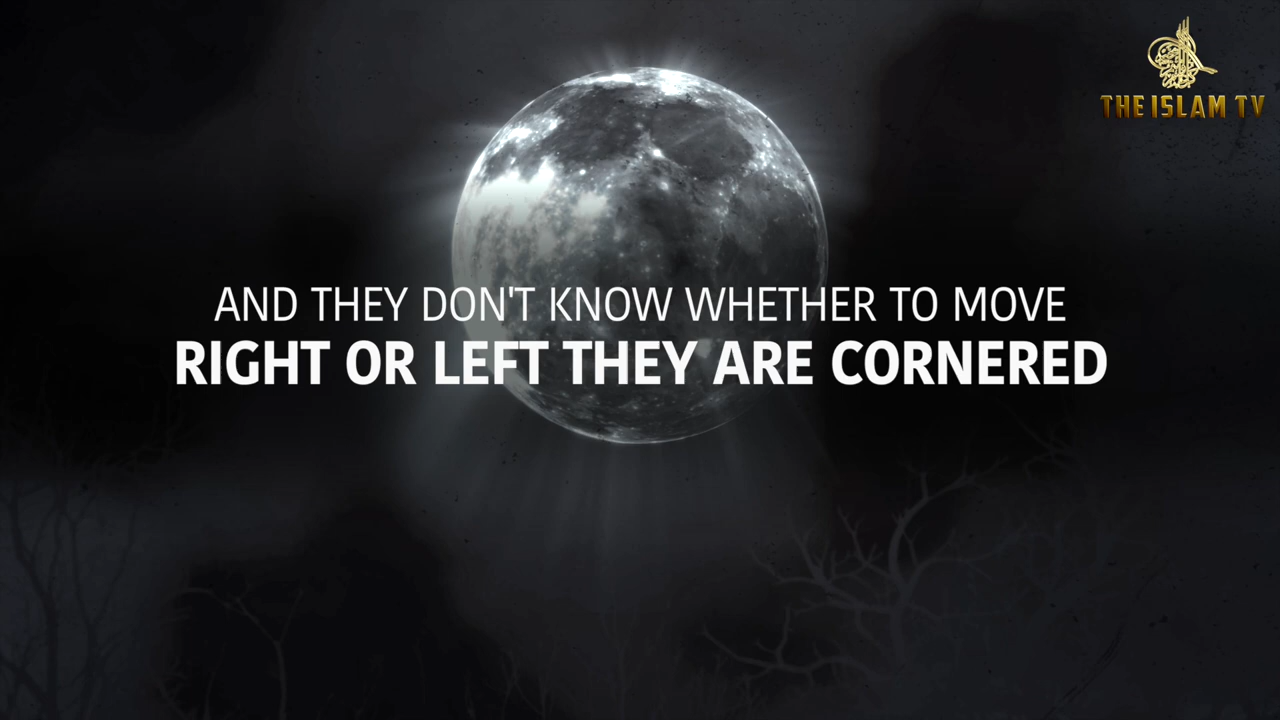 THE ISLAM TV
AND THEY DON'T KNOW WHETHER TO MOVE
RIGHT OR LEFT THEY ARE CORNERED